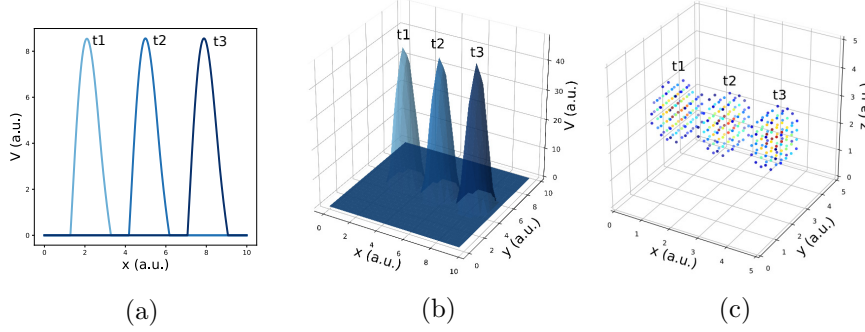 t1 t2 t3
8
6
4
2
0
V (a.u.)
0 2 4 6 8 10
x (a.u.)
(a)
t1 t2 t3
40
30
20
10
0
V (a.u.)
0 2 4 6 8 10
x (a.u.)
0 2 4 6 8 10
y (a.u.)
(b)
t1 t2 t3
5
4
3
2
1
0
z (a.u.)
0 1 2 3 4 5
x (a.u.)
0 1 2 3 4 5
y (a.u.)
(c)